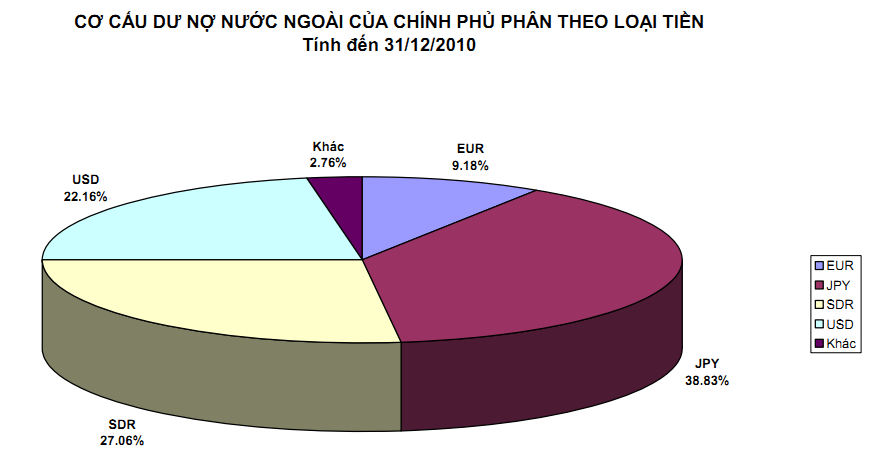 CƠ CẤU DƯ NỢ NƯỚC NGOÀI CỦA CHÍNH PHỦ PHÂN THEO LOẠI TIỀN
Tính đến 31/12/2010
Khác
2.76%
EUR
9.18%
USD
22.16%
JPY
38.83%
SDR
27.06%
EUR
JPY
SDR
USD
Khác